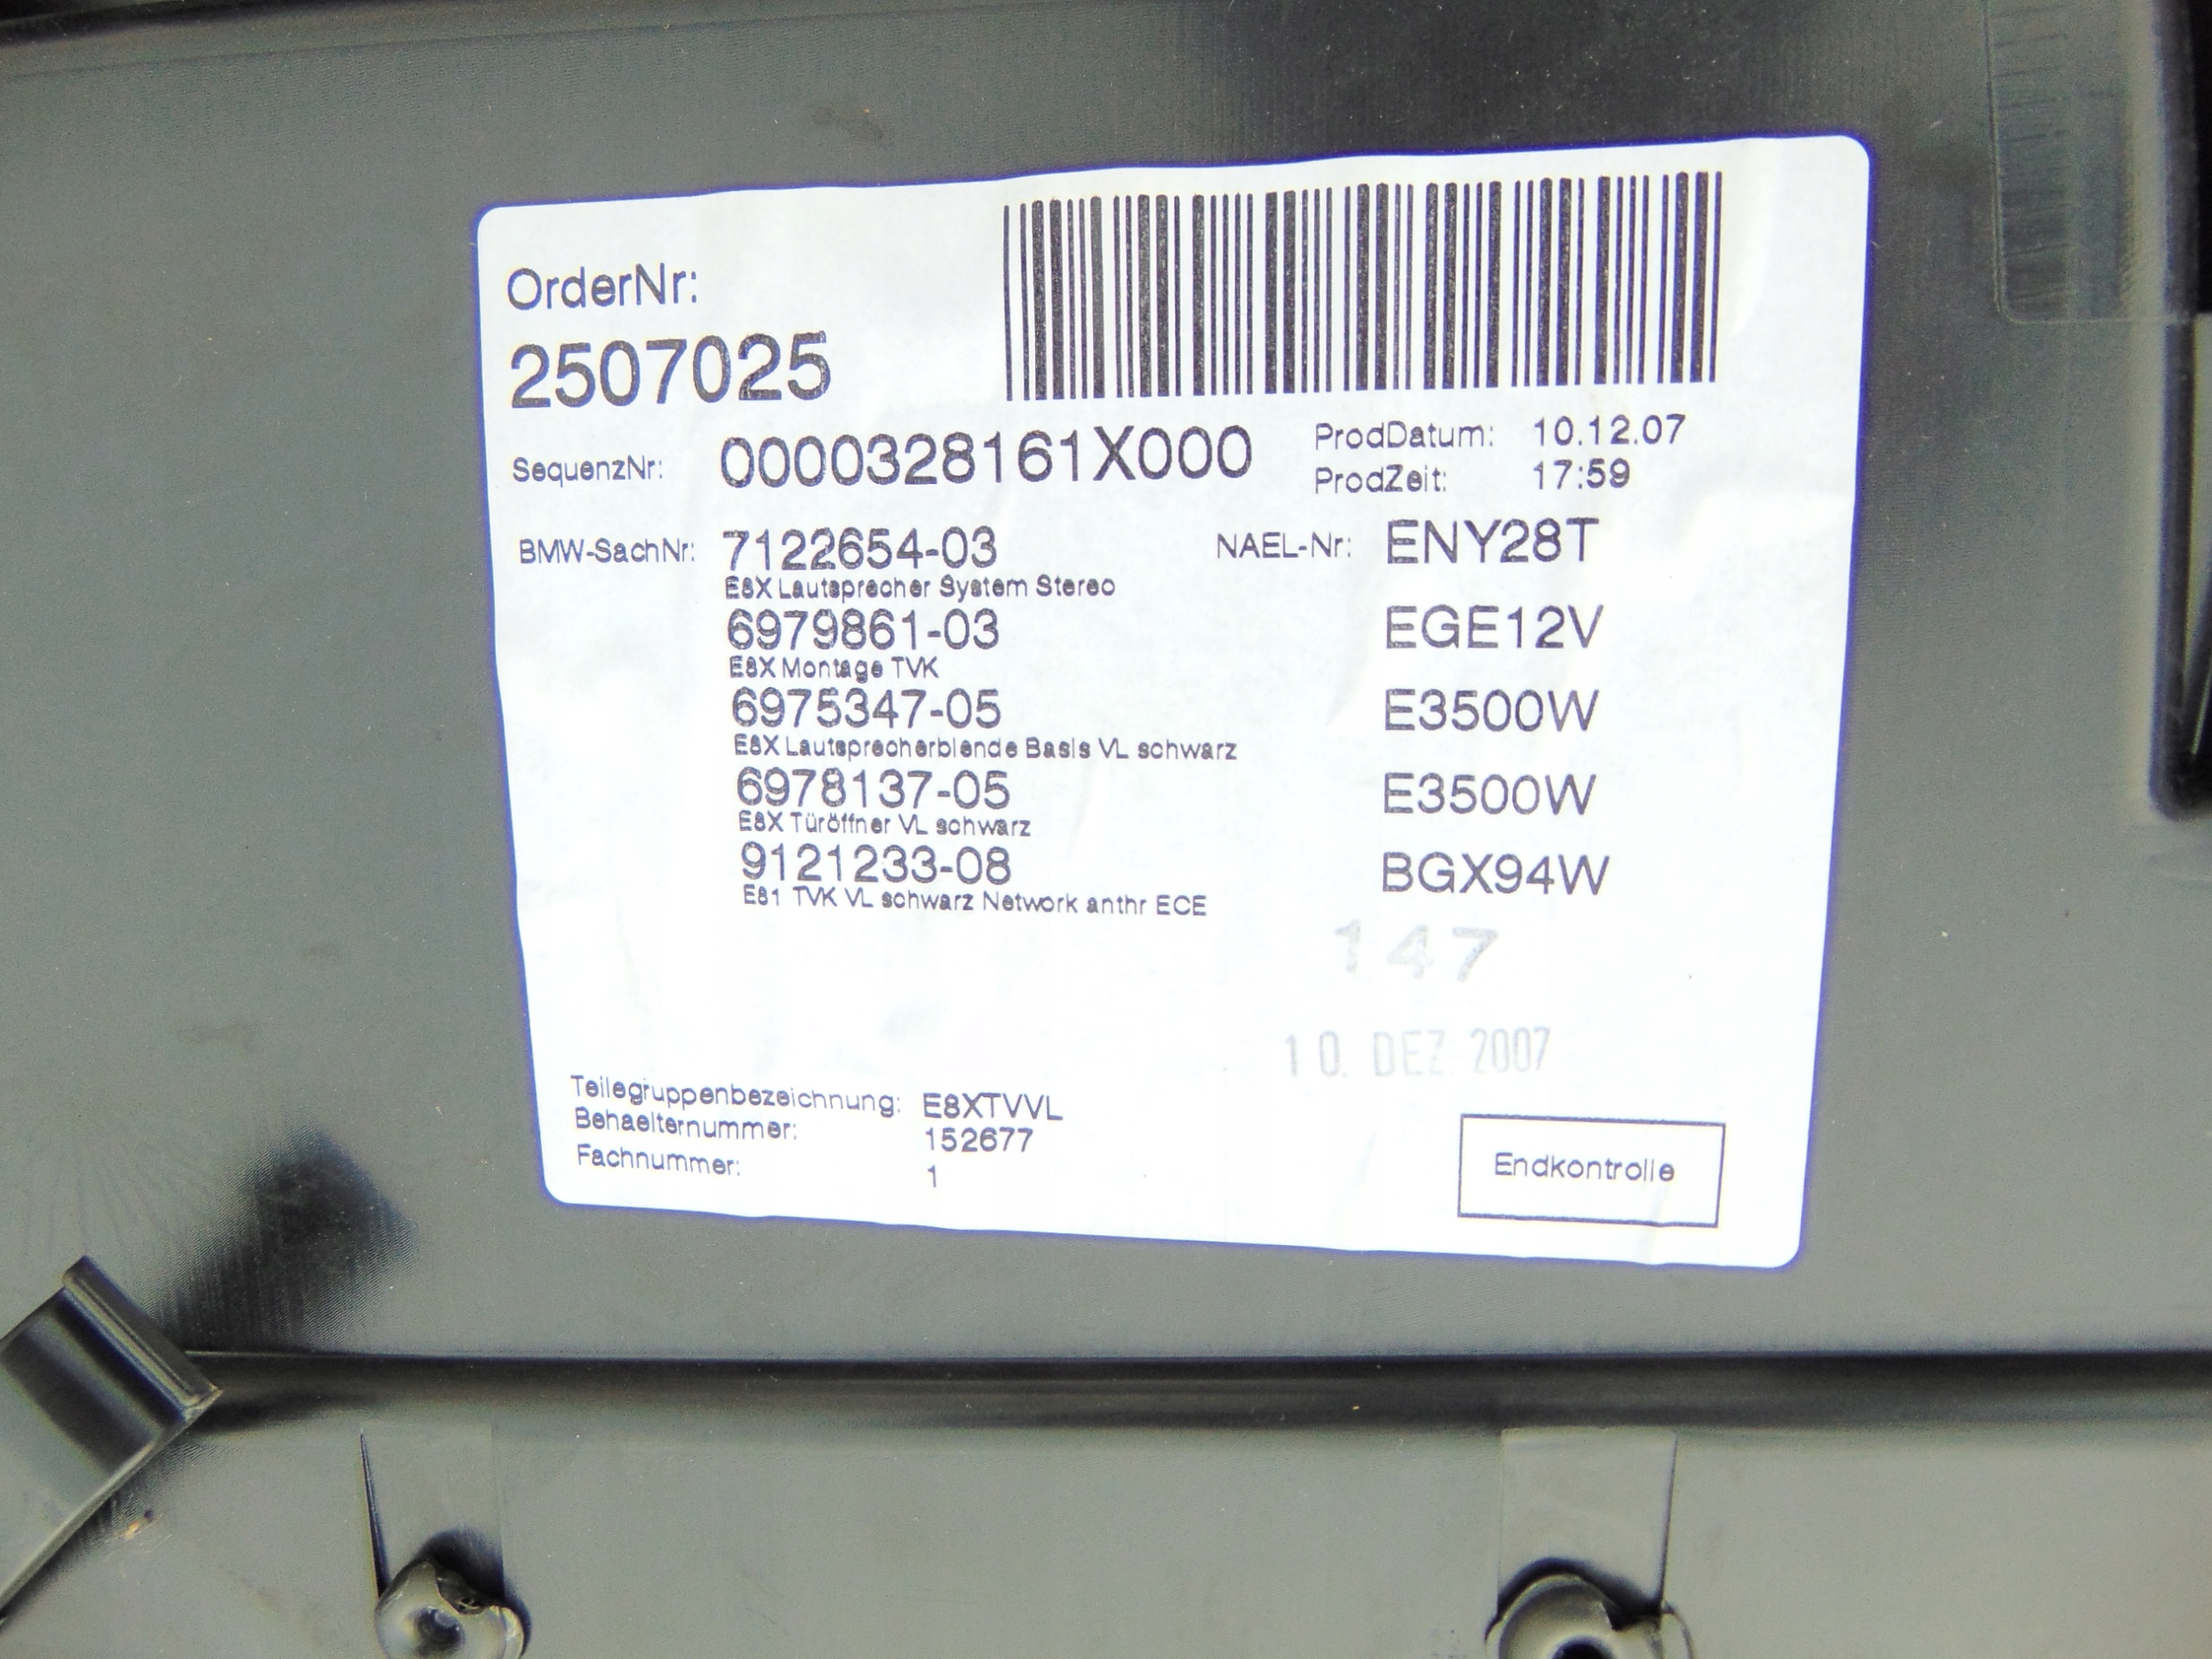 OrderNr:
2507025
SequenzNr: 0000328161X000
ProdDatum: 10.12.07
ProdZeit: 17:59
BMW-SachNr: 7122654-03 NAEL-Nr: ENY28T
E8X Lautsprecher System Stereo
6979861-03 EGE12V
E8X Montage TVK
6975347-05 E3500W
E8X Lautsprecherblende Basis VL schwarz
6978137-05 E3500W
E8X Türöffner VL schwarz
9121233-08 BGX94W
E81 TVK VL schwarz Network anthr ECE
147
10. DEZ. 2007
Teilegruppenbezeichnung: E8XTVVL
Behaelternummer: 152677
Fachnummer: 1
Endkontrolle